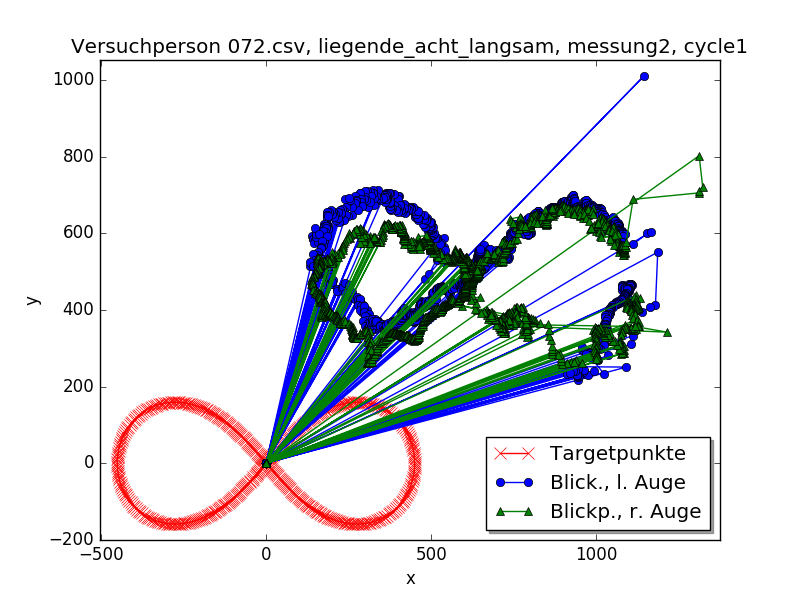 Versuchperson 072.csv, liegende_acht_langsam, messung2, cycle1
1000
800
600
400
200
0
−200
y
−500
0
500
1000
x
Targetpunkte
Blick., l. Auge
Blickp., r. Auge